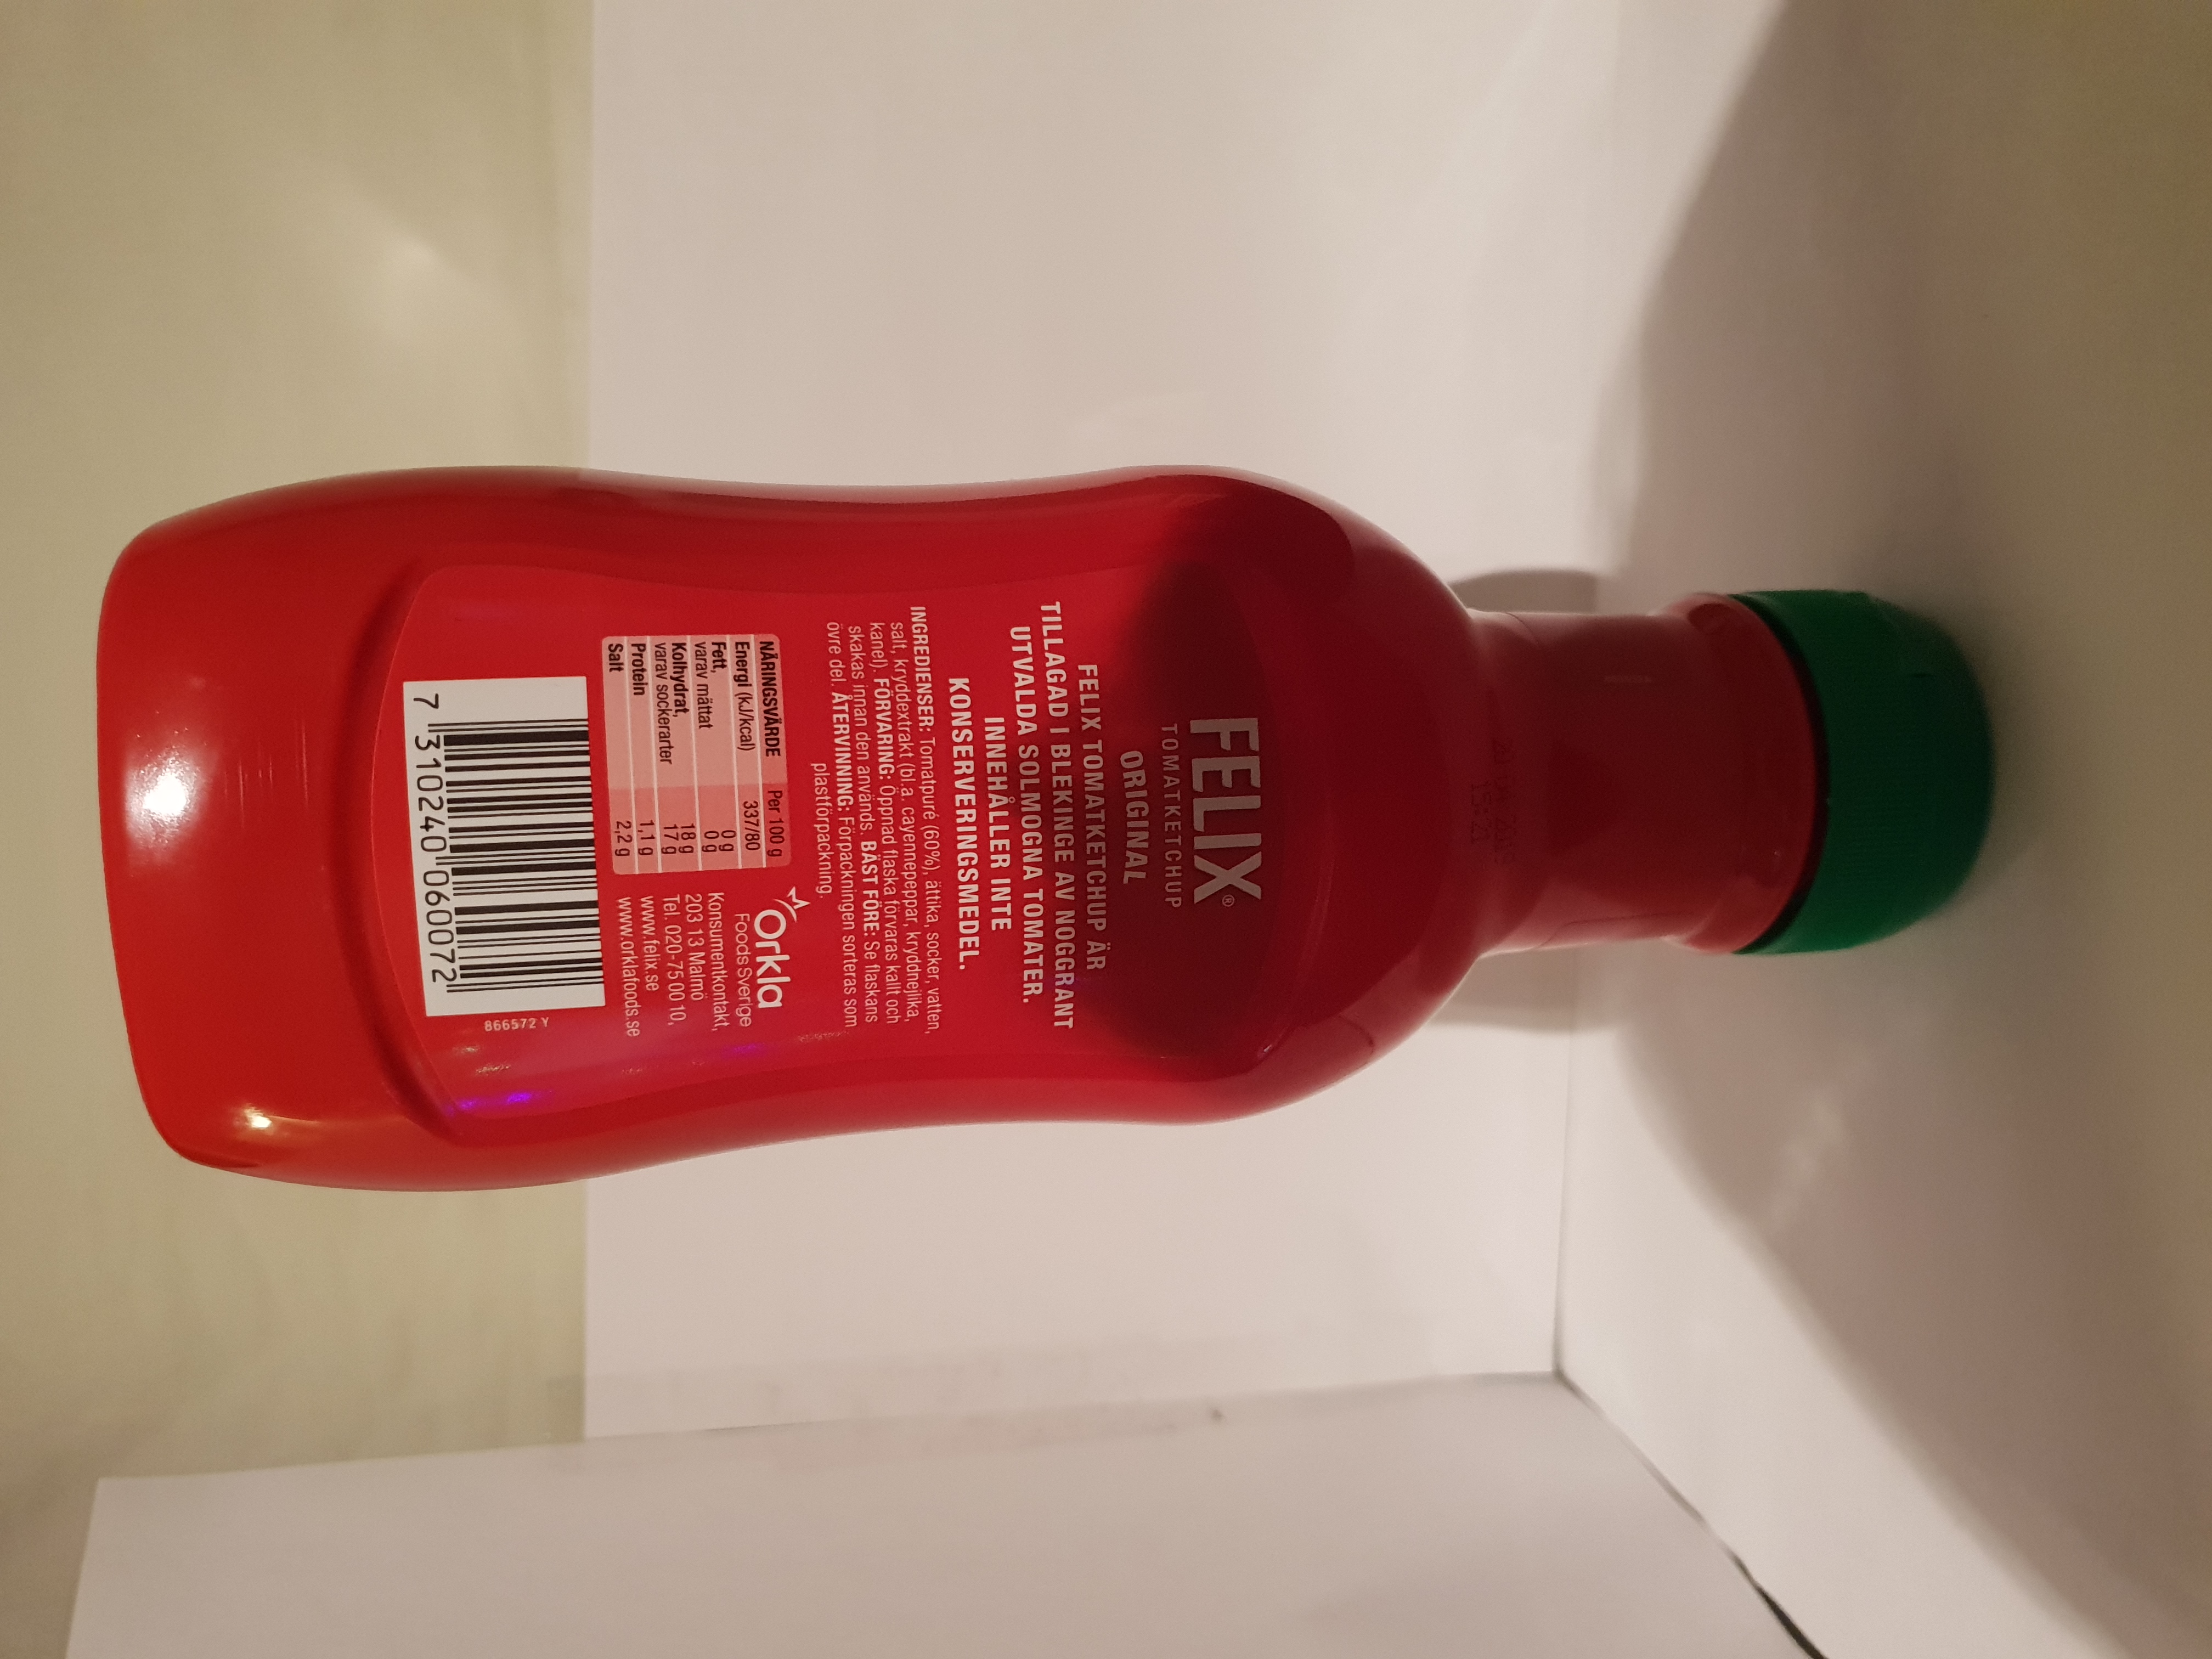 FELIX®
TOMATKETCHUP
ORIGINAL
FELIX TOMATKETCHUP ÄR
TILLAGAD I BLEKINGE AV NOGGRANT
UTVALDA SOLMOGNA TOMATER.
INNEHÅLLER INTE
KONSERVERINGSMEDEL.
INGREDIENSER: Tomatpuré (60%), ättika, socker, vatten,
salt, kryddextrakt (bl.a. cayennepeppar, kryddnejlika,
kanel). FÖRVARING: Öppnad flaska förvaras kallt och
skakas innan den används. BÄST FÖRE: Se flaskans
övre del. ÅTERVINNING: Förpackningen sorteras som
plastförpackning.
NÄRINGSVÄRDE Per 100 g
Energi (kJ/kcal) 337/80
Fett, 0 g
varav mättat 0 g
Kolhydrat, 18 g
varav sockerarter 17 g
Protein 1,1 g
Salt 2,2 g
Orkla
Foods Sverige
Konsumentkontakt,
203 13 Malmö
Tel. 020-75 00 10,
www.felix.se
www.orklafoods.se
866572 Y
7 310240 060072
15:21